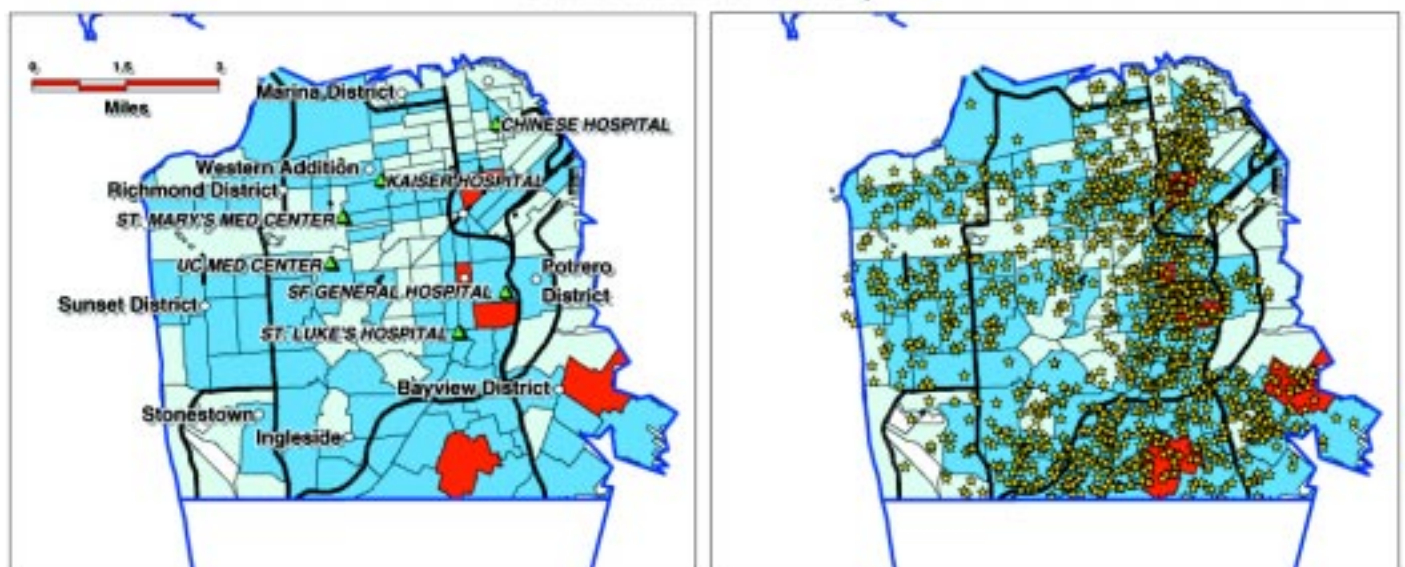 0 1.5 3
Miles
Marina District
CHINESE HOSPITAL
Western Addition
KAISER HOSPITAL
Richmond District
ST. MARY'S MED CENTER
UC MED CENTER
Potrero
District
SF GENERAL HOSPITAL
Sunset District
ST. LUKE'S HOSPITAL
Bayview District
Stonestown
Ingleside